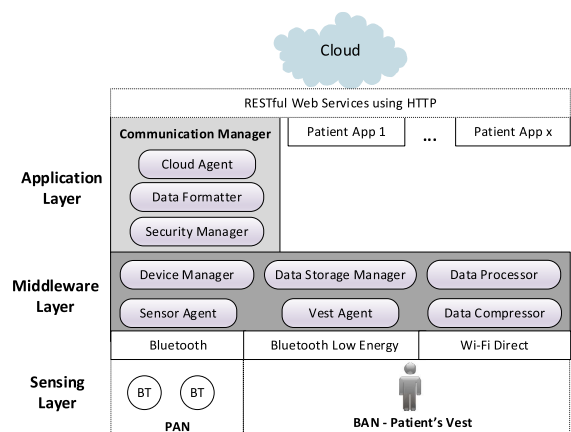 Cloud
RESTful Web Services using HTTP
Communication Manager
Patient App 1
...
Patient App x
Cloud Agent
Application
Layer
Data Formatter
Security Manager
Middleware
Layer
Device Manager
Data Storage Manager
Data Processor
Sensor Agent
Vest Agent
Data Compressor
Bluetooth
Bluetooth Low Energy
Wi-Fi Direct
Sensing
Layer
BT
BT
PAN
BAN - Patient's Vest